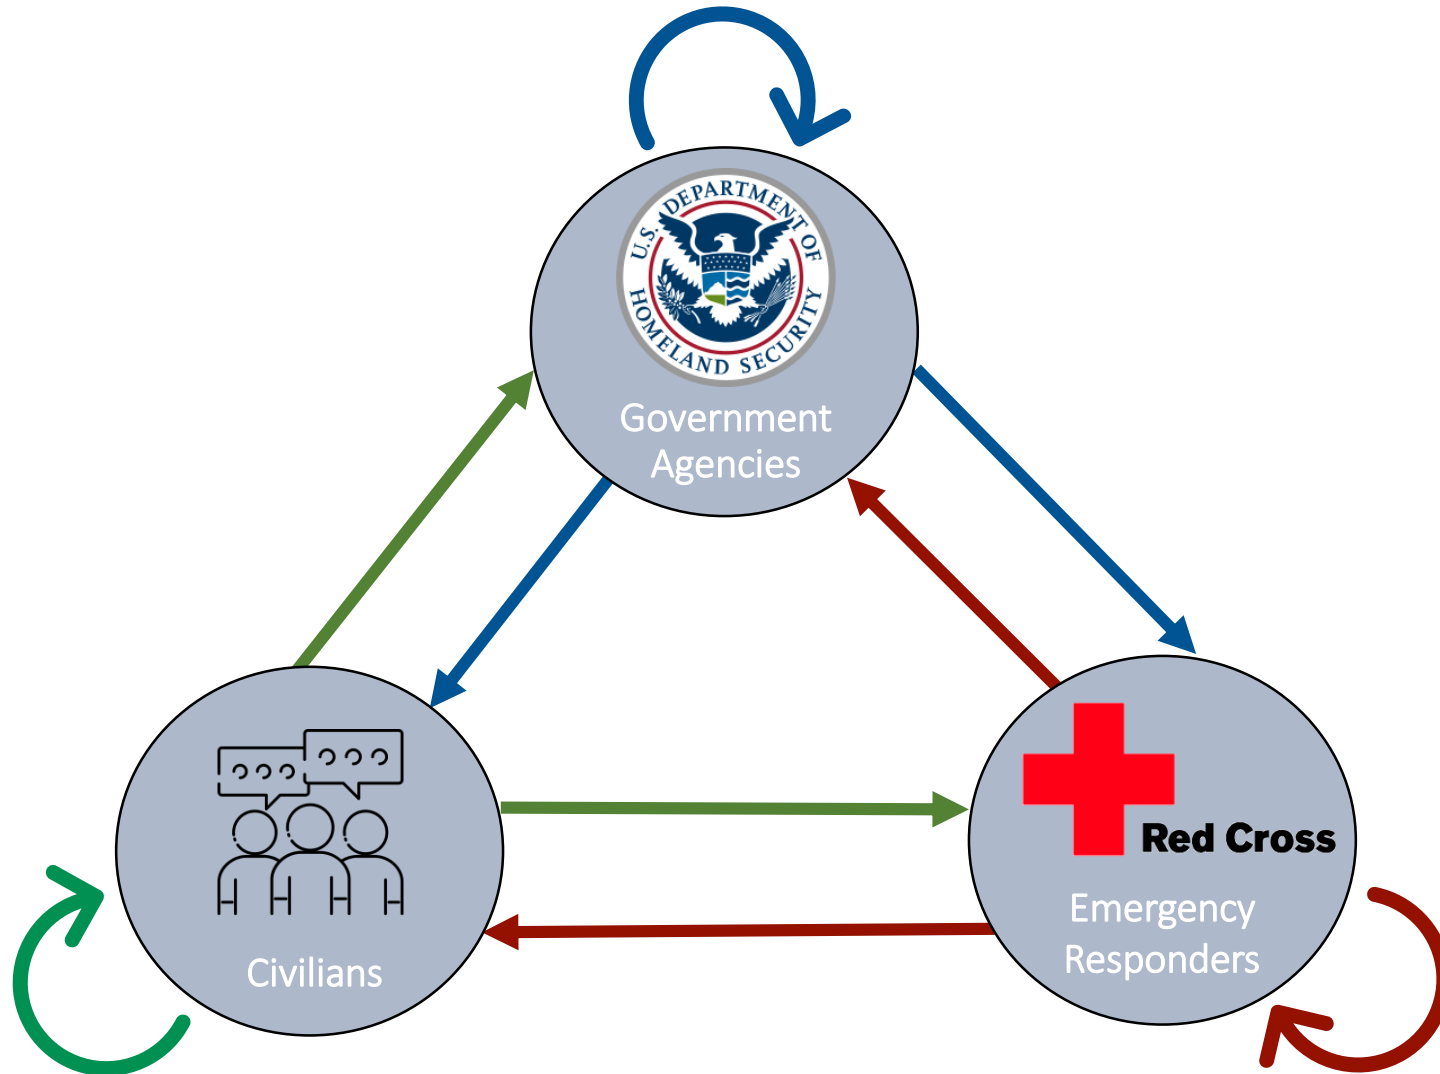 U.S. DEPARTMENT OF
HOMELAND SECURITY
Government
Agencies
Red Cross
Emergency
Responders
Civilians